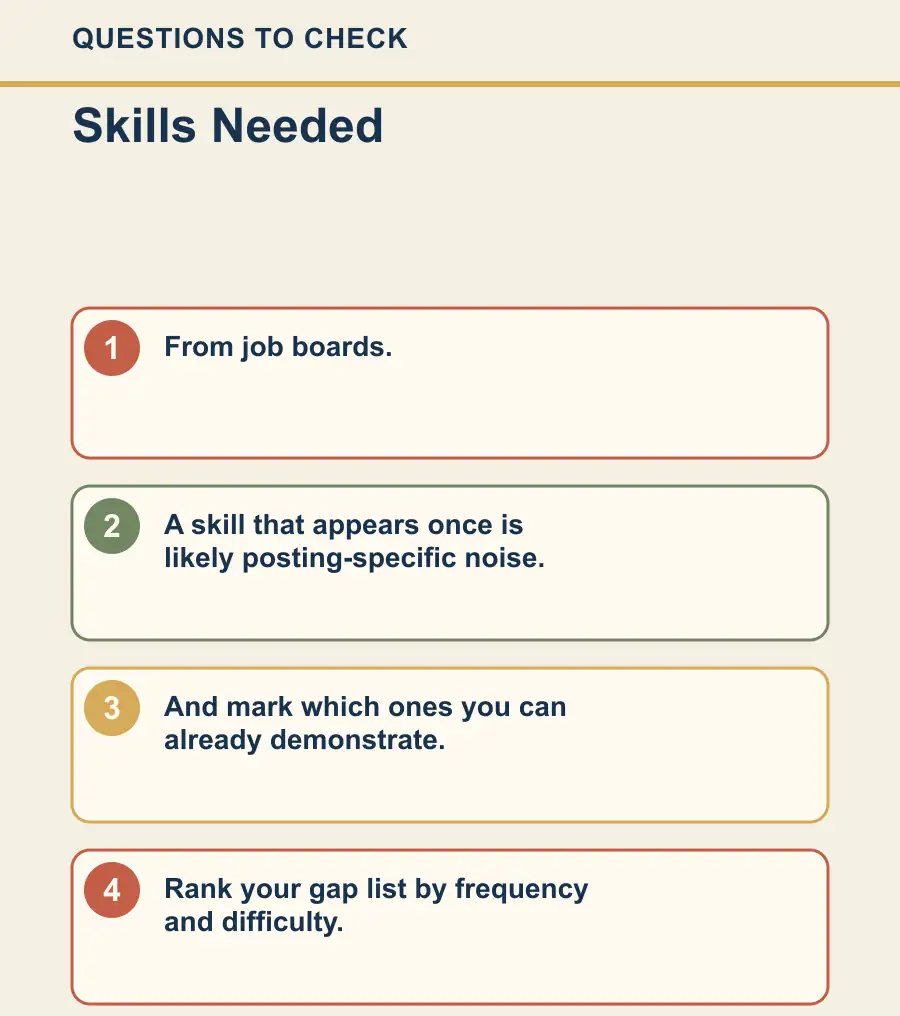 QUESTIONS TO CHECK
Skills Needed
1
From job boards.
2
A skill that appears once is
likely posting-specific noise.
3
And mark which ones you can
already demonstrate.
4
Rank your gap list by frequency
and difficulty.